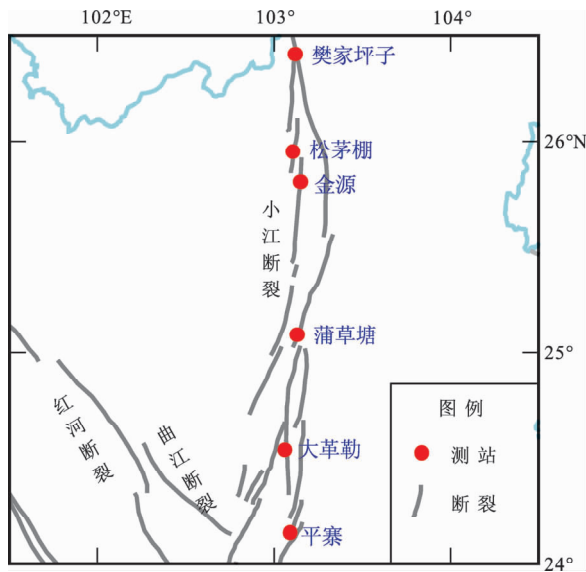 102°E
103°
104°
樊家坪子
26°N
松茅棚
金源
小江断裂
蒲草塘
25°
红河断裂
曲江断裂
图例
大革勒
测站
断裂
平寨
24°